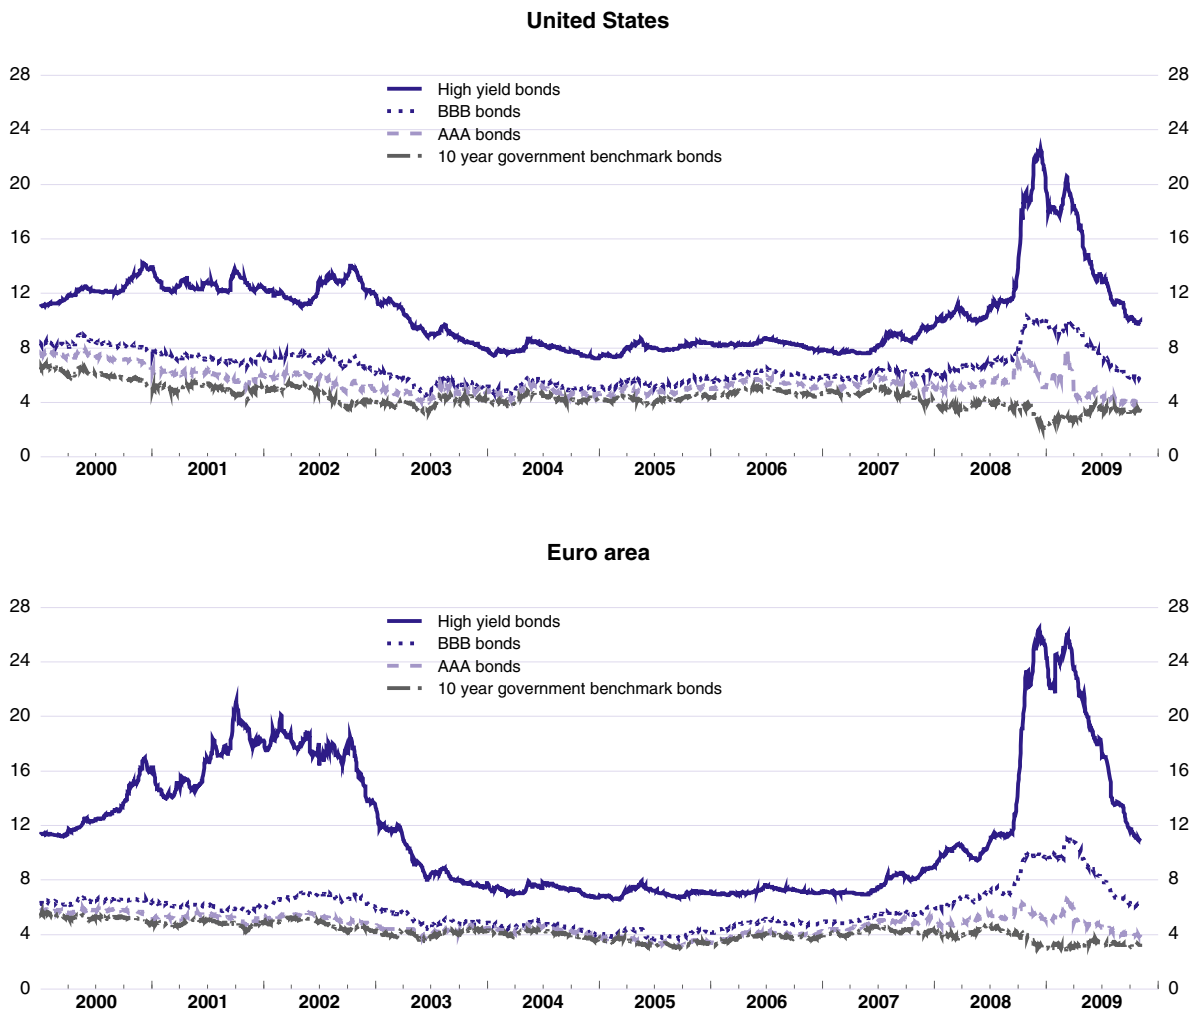 United States
28 28
High yield bonds
BBB bonds
24 AAA bonds 24
10 year government benchmark bonds
20 20
16 16
12 12
8 8
4 4
0 0
2000 2001 2002 2003 2004 2005 2006 2007 2008 2009
Euro area
28 28
High yield bonds
BBB bonds
24 AAA bonds 24
10 year government benchmark bonds
20 20
16 16
12 12
8 8
4 4
0 0
2000 2001 2002 2003 2004 2005 2006 2007 2008 2009